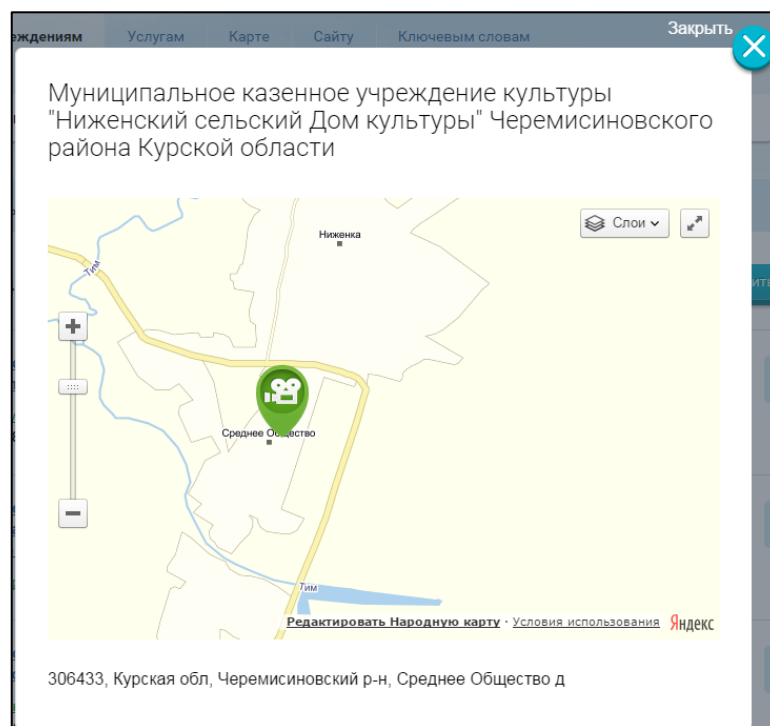 еждениям Услугам Карте Сайту Ключевым словам Закрыть
Муниципальное казенное учреждение культуры
"Ниженский сельский Дом культуры" Черемисиновского
района Курской области
Слои
Ниженка
Тим
Среднее Общество
Тим
Редактировать Народную карту · Условия использования Яндекс
306433, Курская обл, Черемисиновский р-н, Среднее Общество д